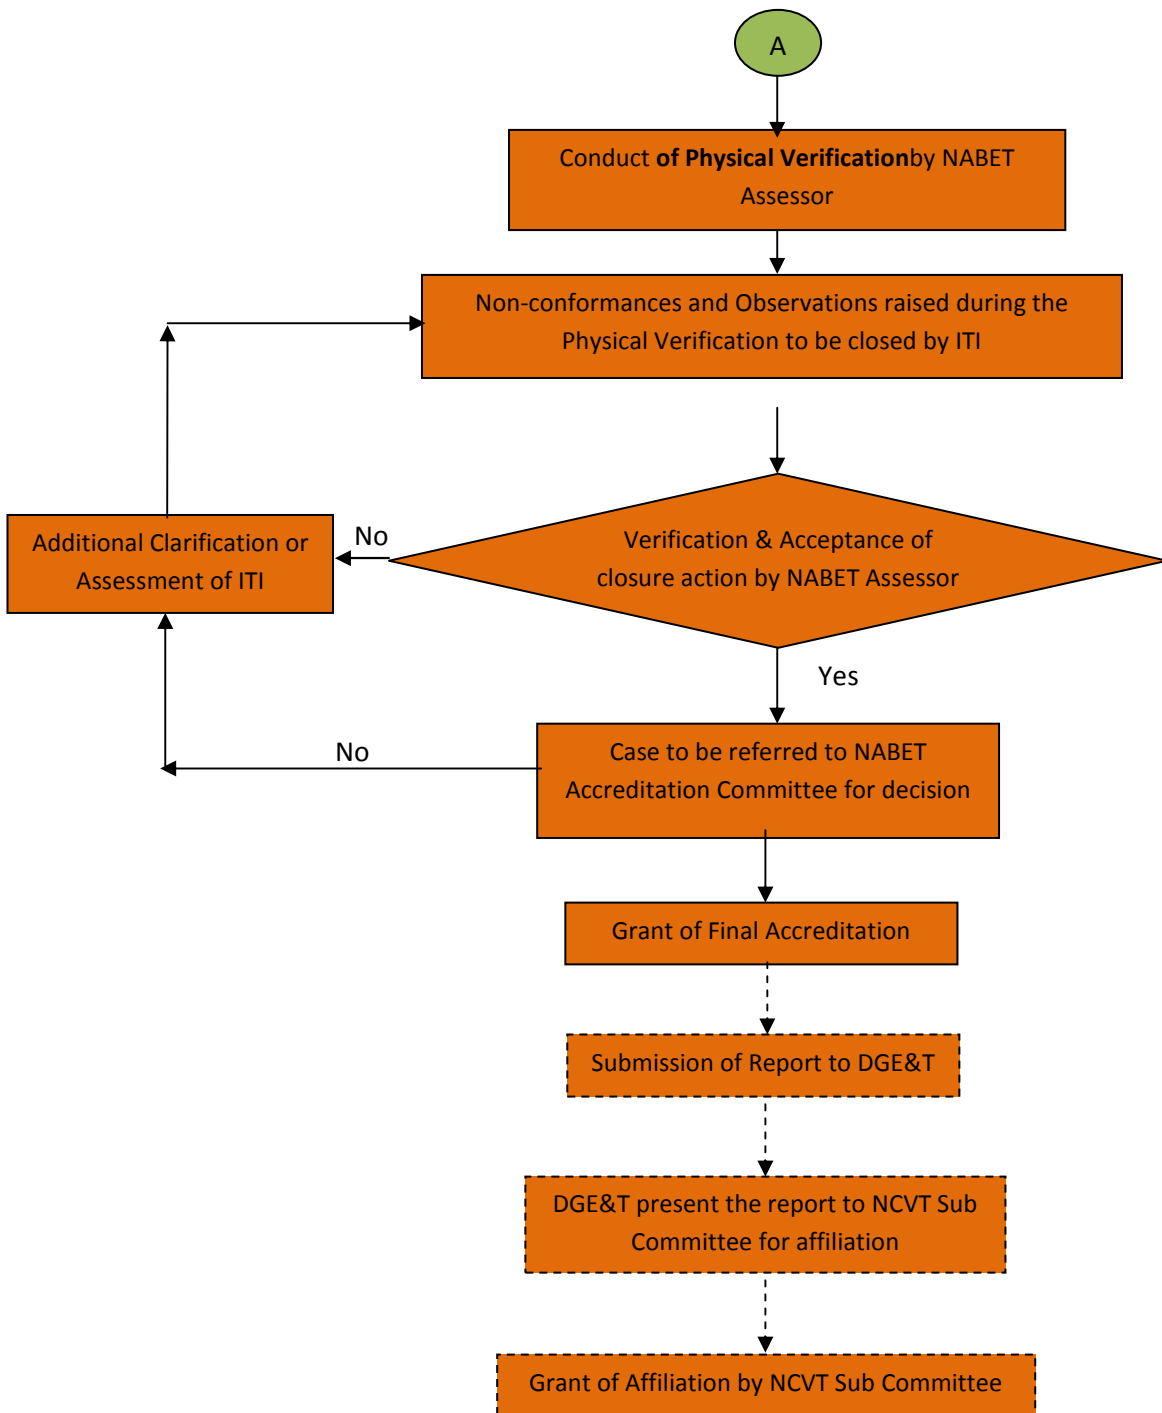 A
Conduct of Physical Verificationby NABET
Assessor
Non-conformances and Observations raised during the
Physical Verification to be closed by ITI
Additional Clarification or
Assessment of ITI
No
Verification & Acceptance of
closure action by NABET Assessor
Yes
No
Case to be referred to NABET
Accreditation Committee for decision
Grant of Final Accreditation
Submission of Report to DGE&T
DGE&T present the report to NCVT Sub
Committee for affiliation
Grant of Affiliation by NCVT Sub Committee